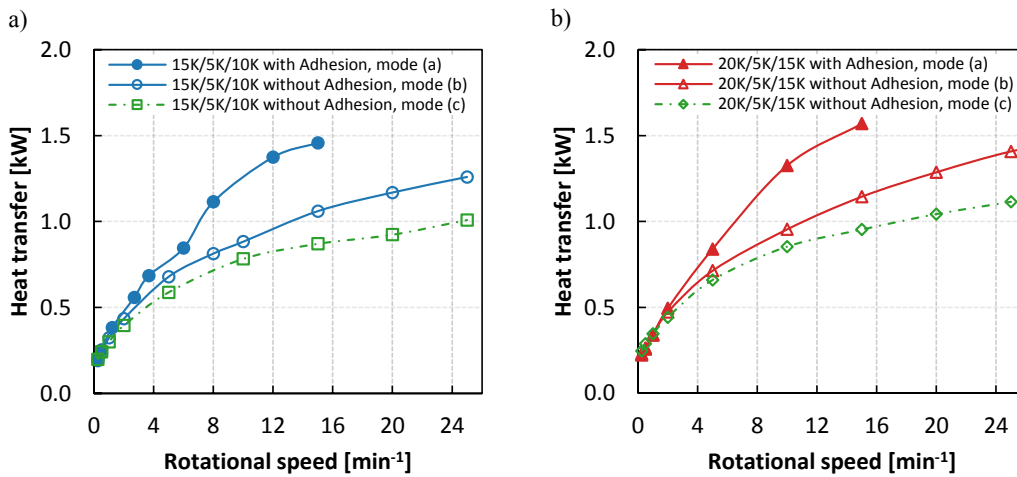 a)
2.0
1.5
1.0
0.5
0.0
Heat transfer [kW]
15K/5K/10K with Adhesion, mode (a)
15K/5K/10K without Adhesion, mode (b)
15K/5K/10K without Adhesion, mode (c)
0 4 8 12 16 20 24
Rotational speed [min⁻¹]
b)
2.0
1.5
1.0
0.5
0.0
Heat transfer [kW]
20K/5K/15K with Adhesion, mode (a)
20K/5K/15K without Adhesion, mode (b)
20K/5K/15K without Adhesion, mode (c)
0 4 8 12 16 20 24
Rotational speed [min⁻¹]